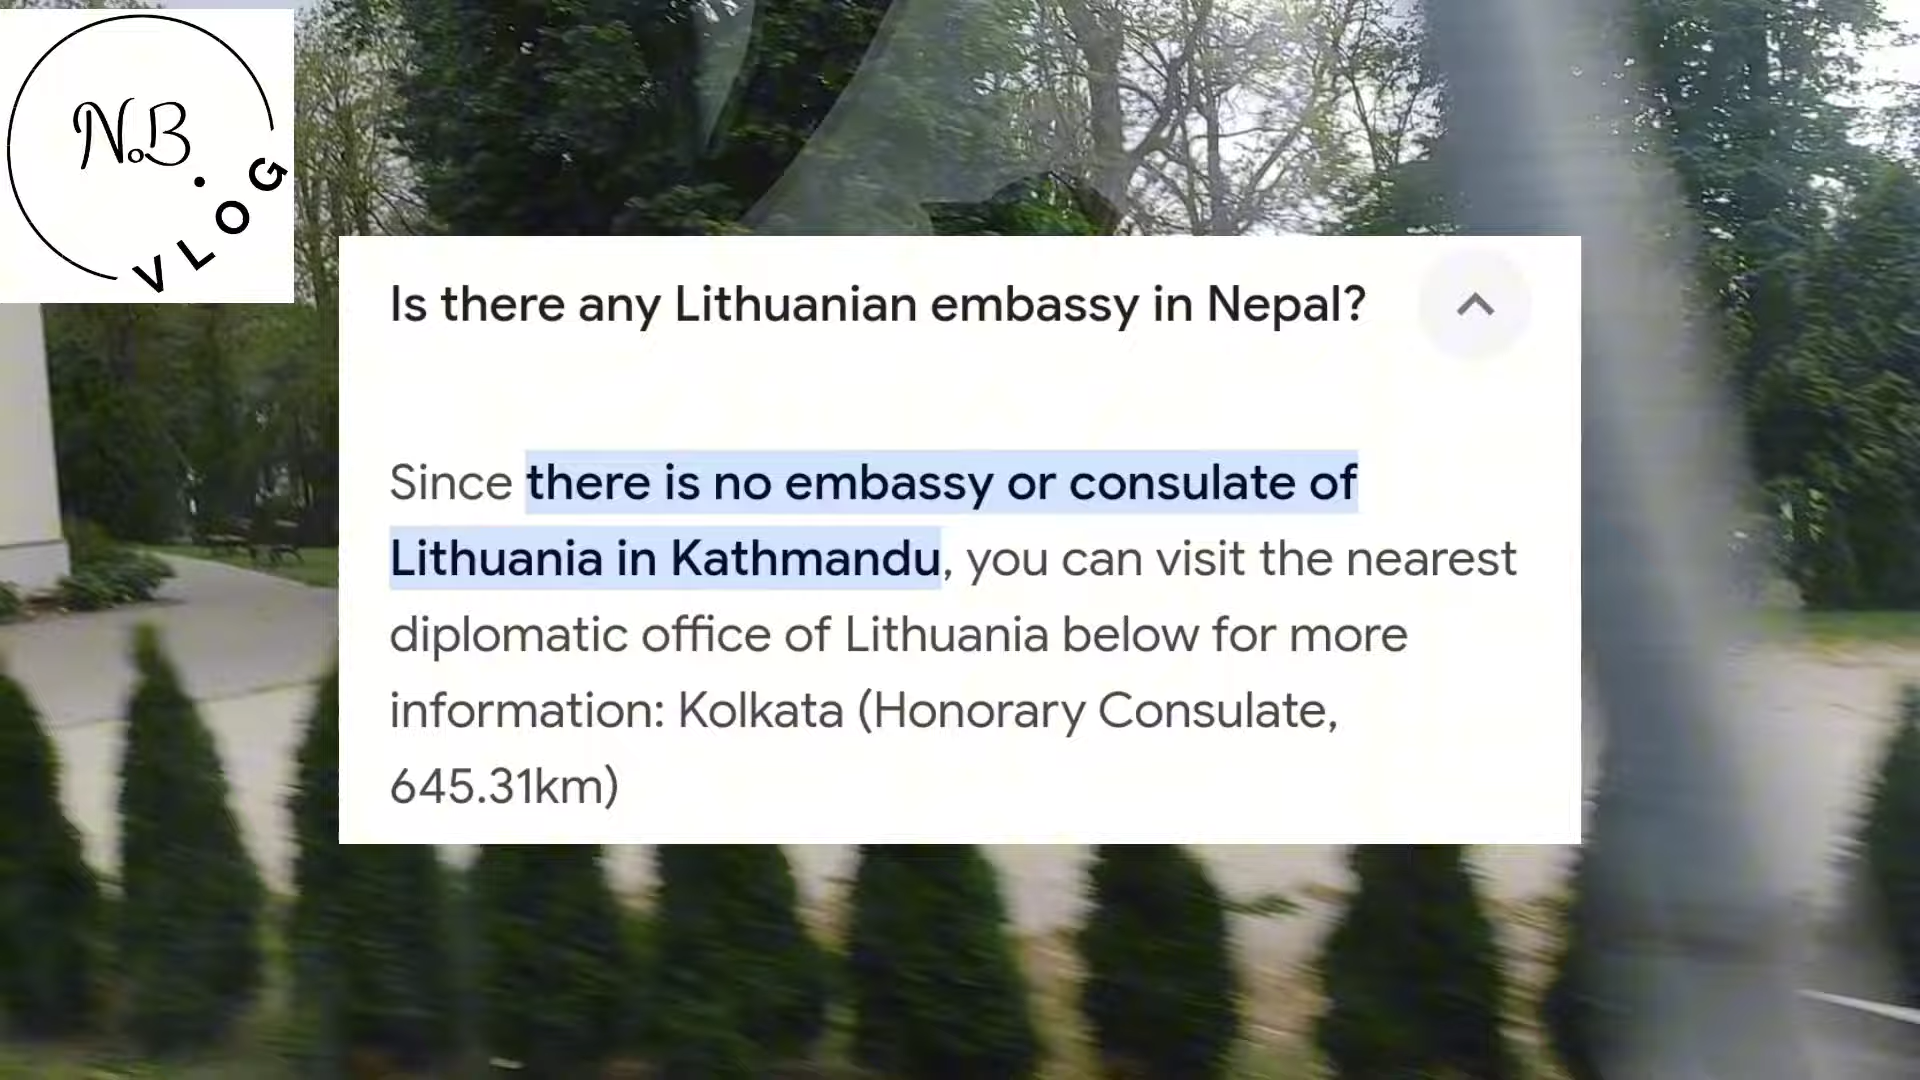 N.B.
VLOG
Is there any Lithuanian embassy in Nepal?
Since there is no embassy or consulate of
Lithuania in Kathmandu, you can visit the nearest
diplomatic office of Lithuania below for more
information: Kolkata (Honorary Consulate,
645.31km)